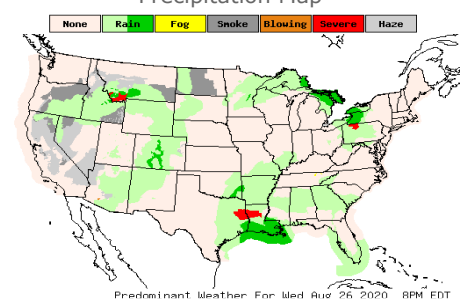 Precipitation Map
None Rain Fog Smoke Blowing Severe Haze
Predominant Weather For Wed Aug 26 2020 8PM EDT